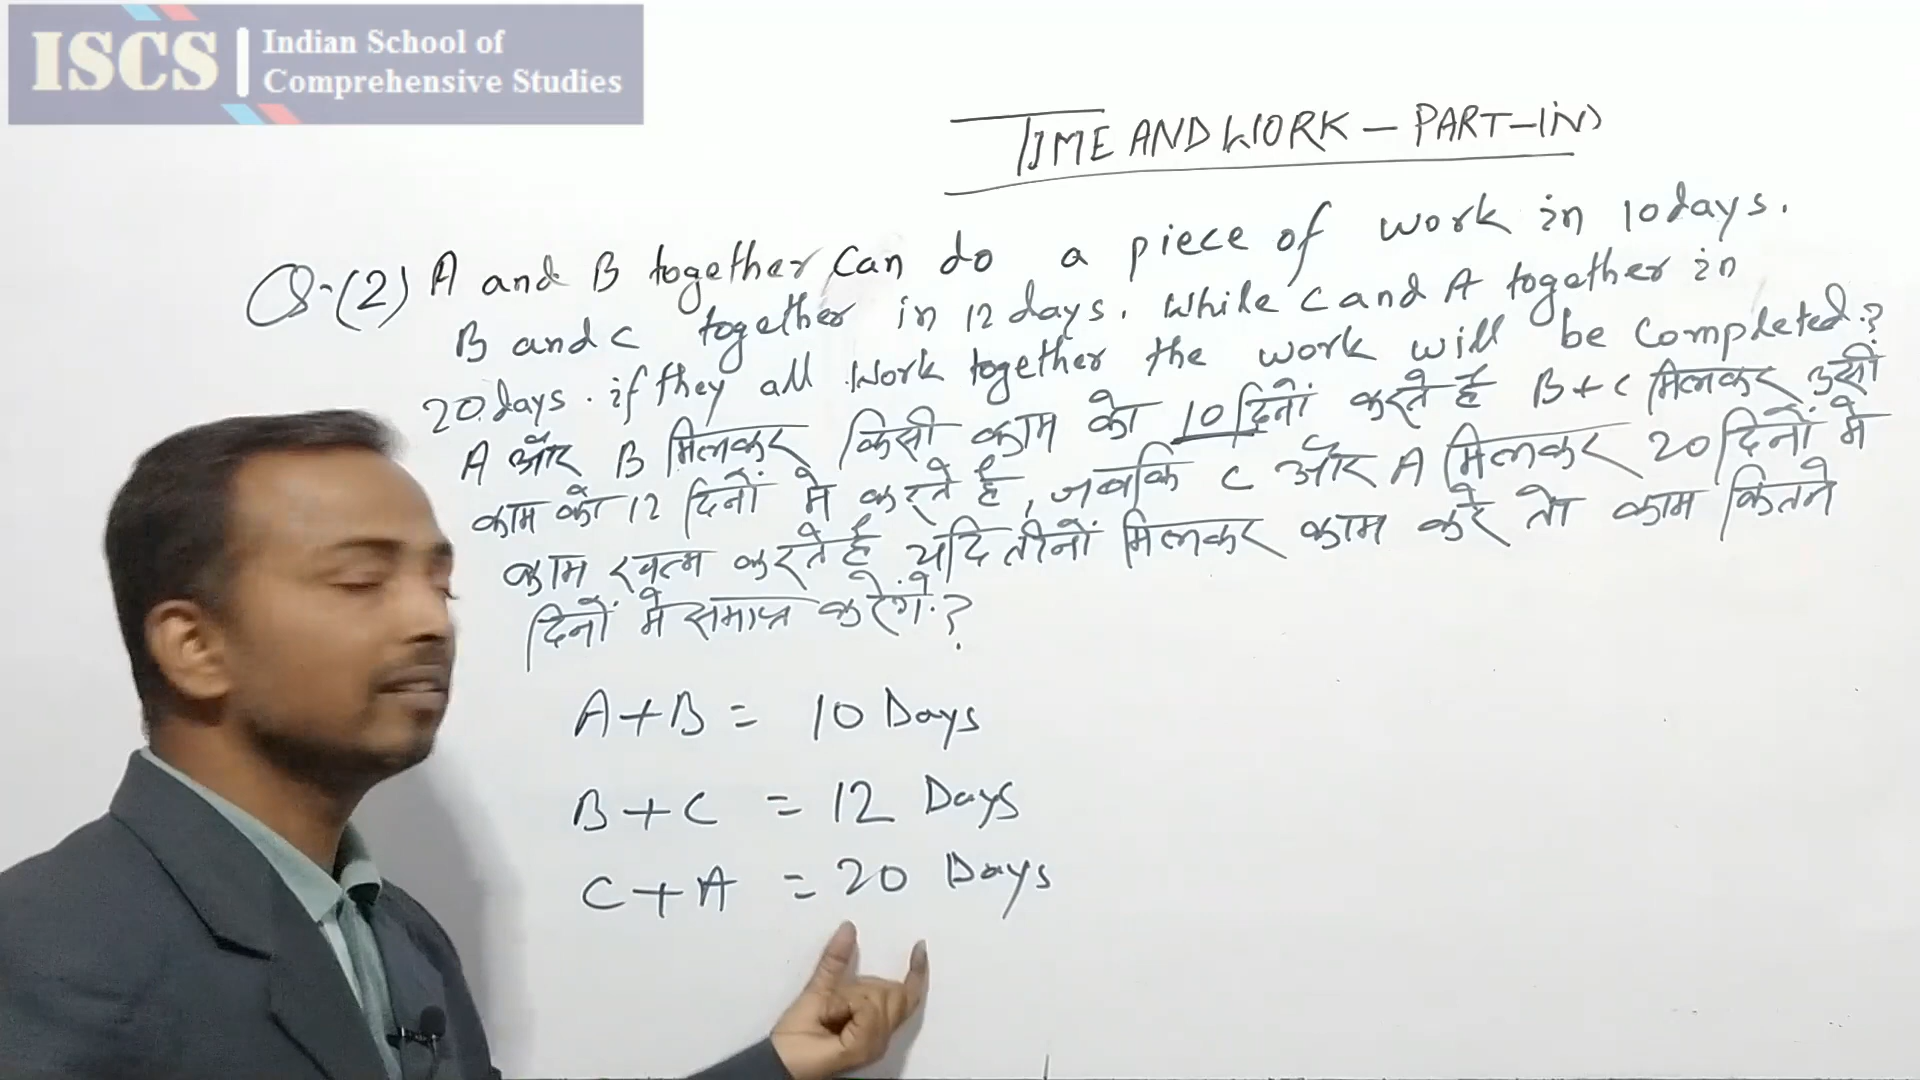 ISCS
Indian School of
Comprehensive Studies
TIME AND WORK – PART-
Q-(2) A and B together can do a piece of work in 10 days.
B and C together in 12 days. While C and A together in
20 days. if they all work together the work will be completed.?
A और B मिलकर किसी काम को 10 दिनों करते है B+C मिलकर उसी
काम को 12 दिनों मे करते है, जबकि C और A मिलकर 20 दिनों मे
काम खत्म करते है यदि तीनों मिलकर काम करे तो काम कितने
दिनों मे समाप्त करेगे.?
A+B = 10 Days
B+C = 12 Days
C+A = 20 Days